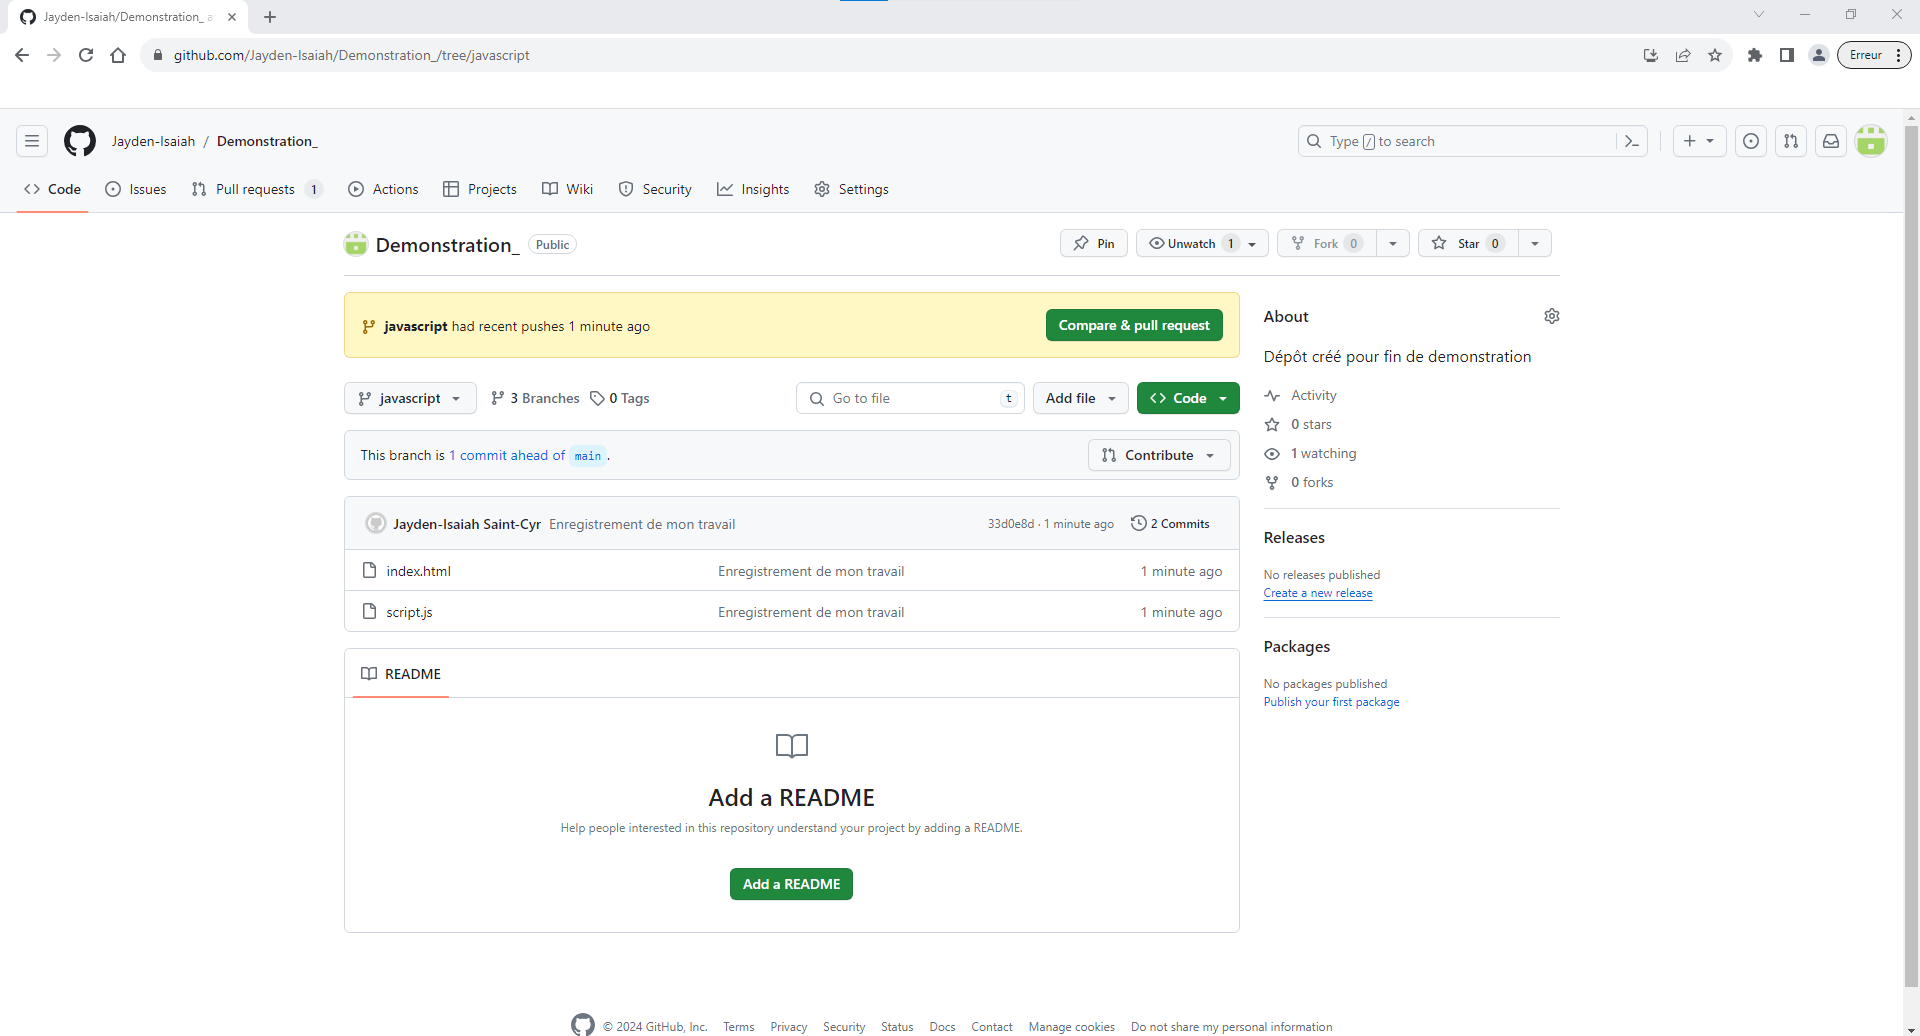 Jayden-Isaiah/Demonstration_ a
github.com/Jayden-Isaiah/Demonstration_/tree/javascript
Erreur
Jayden-Isaiah / Demonstration_
Type / to search
Code
Issues
Pull requests 1
Actions
Projects
Wiki
Security
Insights
Settings
Demonstration_ Public
Pin
Unwatch 1
Fork 0
Star 0
javascript had recent pushes 1 minute ago
Compare & pull request
javascript
3 Branches
0 Tags
Go to file t
Add file
Code
This branch is 1 commit ahead of main.
Contribute
Jayden-Isaiah Saint-Cyr Enregistrement de mon travail
33d0e8d · 1 minute ago
2 Commits
index.html Enregistrement de mon travail 1 minute ago
script.js Enregistrement de mon travail 1 minute ago
README
Add a README
Help people interested in this repository understand your project by adding a README.
Add a README
About
Dépôt créé pour fin de demonstration
Activity
0 stars
1 watching
0 forks
Releases
No releases published
Create a new release
Packages
No packages published
Publish your first package
© 2024 GitHub, Inc. Terms Privacy Security Status Docs Contact Manage cookies Do not share my personal information